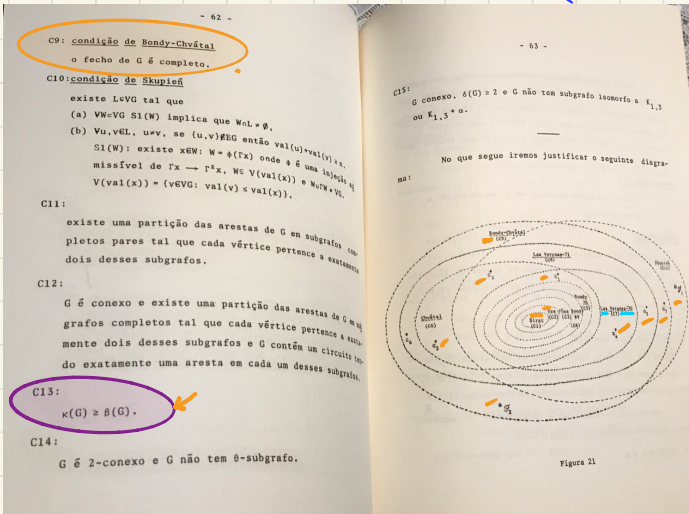 - 62 -
C9: condição de Bondy-Chvátal
o fecho de G é completo.
C10:condição de Skupień
existe L⊂VG tal que
(a) ∀W⊂VG S1(W) implica que W∩L ≠ ∅,
(b) ∀u,v∈L, u≠v, se {u,v}∉EG então val(u)+val(v) ≥ n.
S1(W): existe x∈W: W = φ(Γx) onde φ é uma injeção
missível de Γx → Γ²x, W⊆ V(val(x)) e W∪ΓW ≠ VG,
V(val(x)) = {v∈VG: val(v) ≤ val(x)}.
C11:
existe uma partição das arestas de G em subgrafos com-
pletos pares tal que cada vértice pertence a exatamente
dois desses subgrafos.
C12:
G é conexo e existe uma partição das arestas de G em sub
grafos completos tal que cada vértice pertence a exata-
mente dois desses subgrafos e G contém um circuito ten-
do exatamente uma aresta em cada um desses subgrafos.
C13:
κ(G) ≥ β(G).
C14:
G é 2-conexo e G não tem θ-subgrafo.
- 63 -
C15:
G conexo, δ(G) ≥ 2 e G não tem subgrafo isomorfo a K₁,₃
ou K₁,₃ + α.
No que segue iremos justificar o seguinte diagra-
ma:
Bondy-Chvátal
(C9)
Las Vergnas-71
(C8)
Chvátal
(C6)
Bondy
Dirac
(C1)
Las Vergnas-70
(C7)
Figura 21